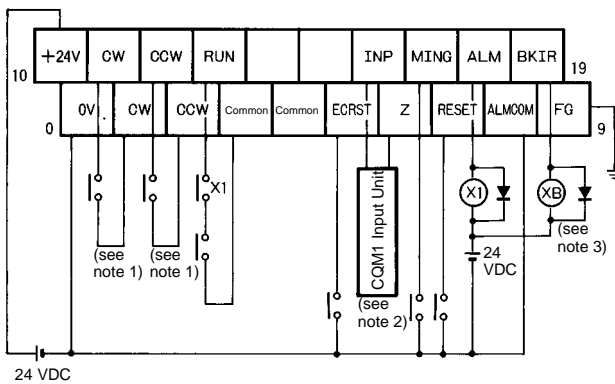 +24V CW CCW RUN INP MING ALM BKIR
10 19
0V CW CCW Common Common ECRST Z RESET ALMCOM FG
0 9
X1
X1 XB
CQM1 Input Unit
(see note 1)
(see note 1)
(see note 2)
24 VDC
(see note 3)
24 VDC